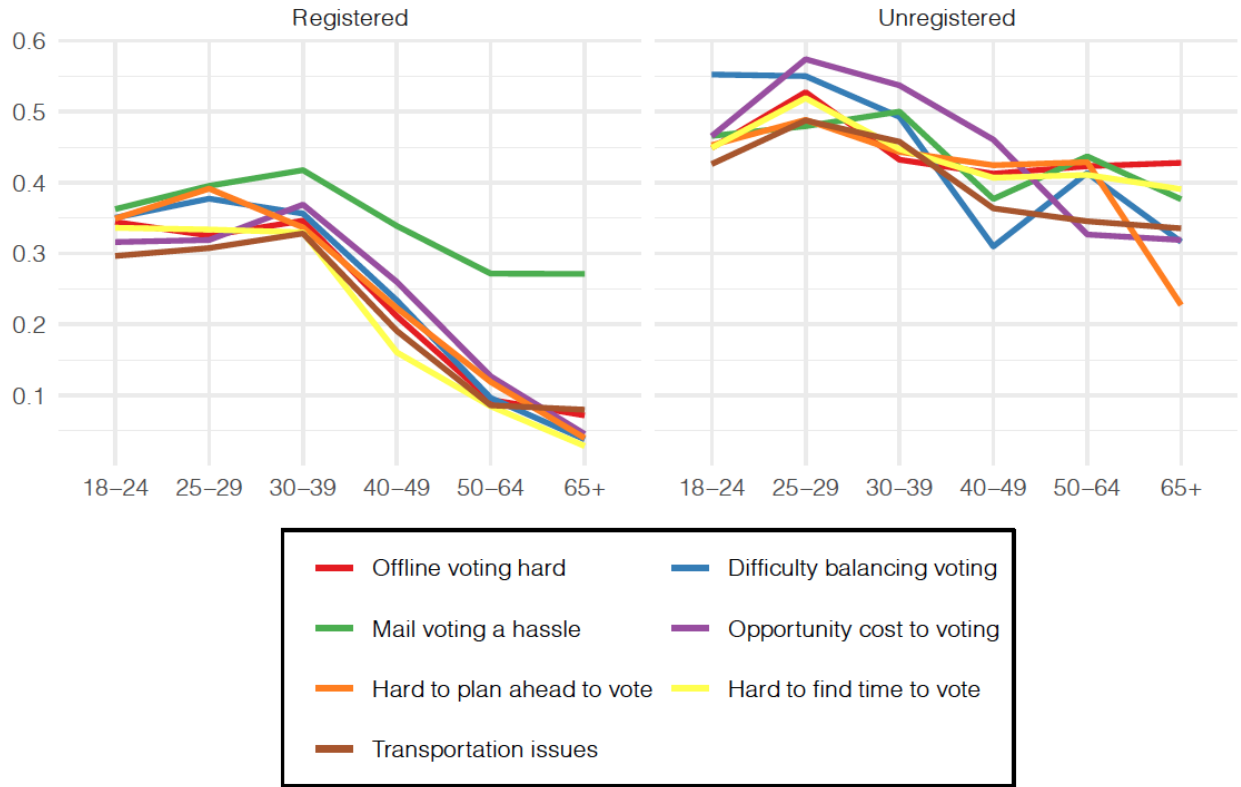 Registered
Unregistered
0.6
0.5
0.4
0.3
0.2
0.1
18–24 25–29 30–39 40–49 50–64 65+
18–24 25–29 30–39 40–49 50–64 65+
Offline voting hard
Difficulty balancing voting
Mail voting a hassle
Opportunity cost to voting
Hard to plan ahead to vote
Hard to find time to vote
Transportation issues